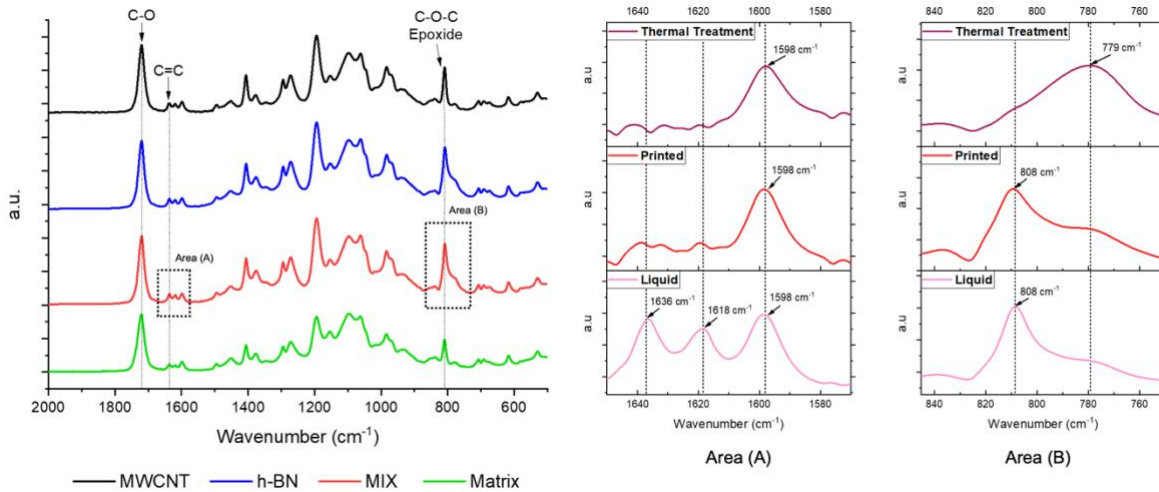 C-O
C=C
C-O-C
Epoxide
Area (A)
Area (B)
a.u.
2000 1800 1600 1400 1200 1000 800 600
Wavenumber (cm-1)
MWCNT h-BN MIX Matrix
1640 1620 1600 1580
Thermal Treatment
1598 cm-1
a.u
Printed
1598 cm-1
a.u
Liquid
1636 cm-1
1618 cm-1
1598 cm-1
a.u
1640 1620 1600 1580
Wavenumber (cm-1)
Area (A)
840 820 800 780 760
Thermal Treatment
779 cm-1
a.u
Printed
808 cm-1
a.u
Liquid
808 cm-1
a.u
840 820 800 780 760
Wavenumber (cm-1)
Area (B)